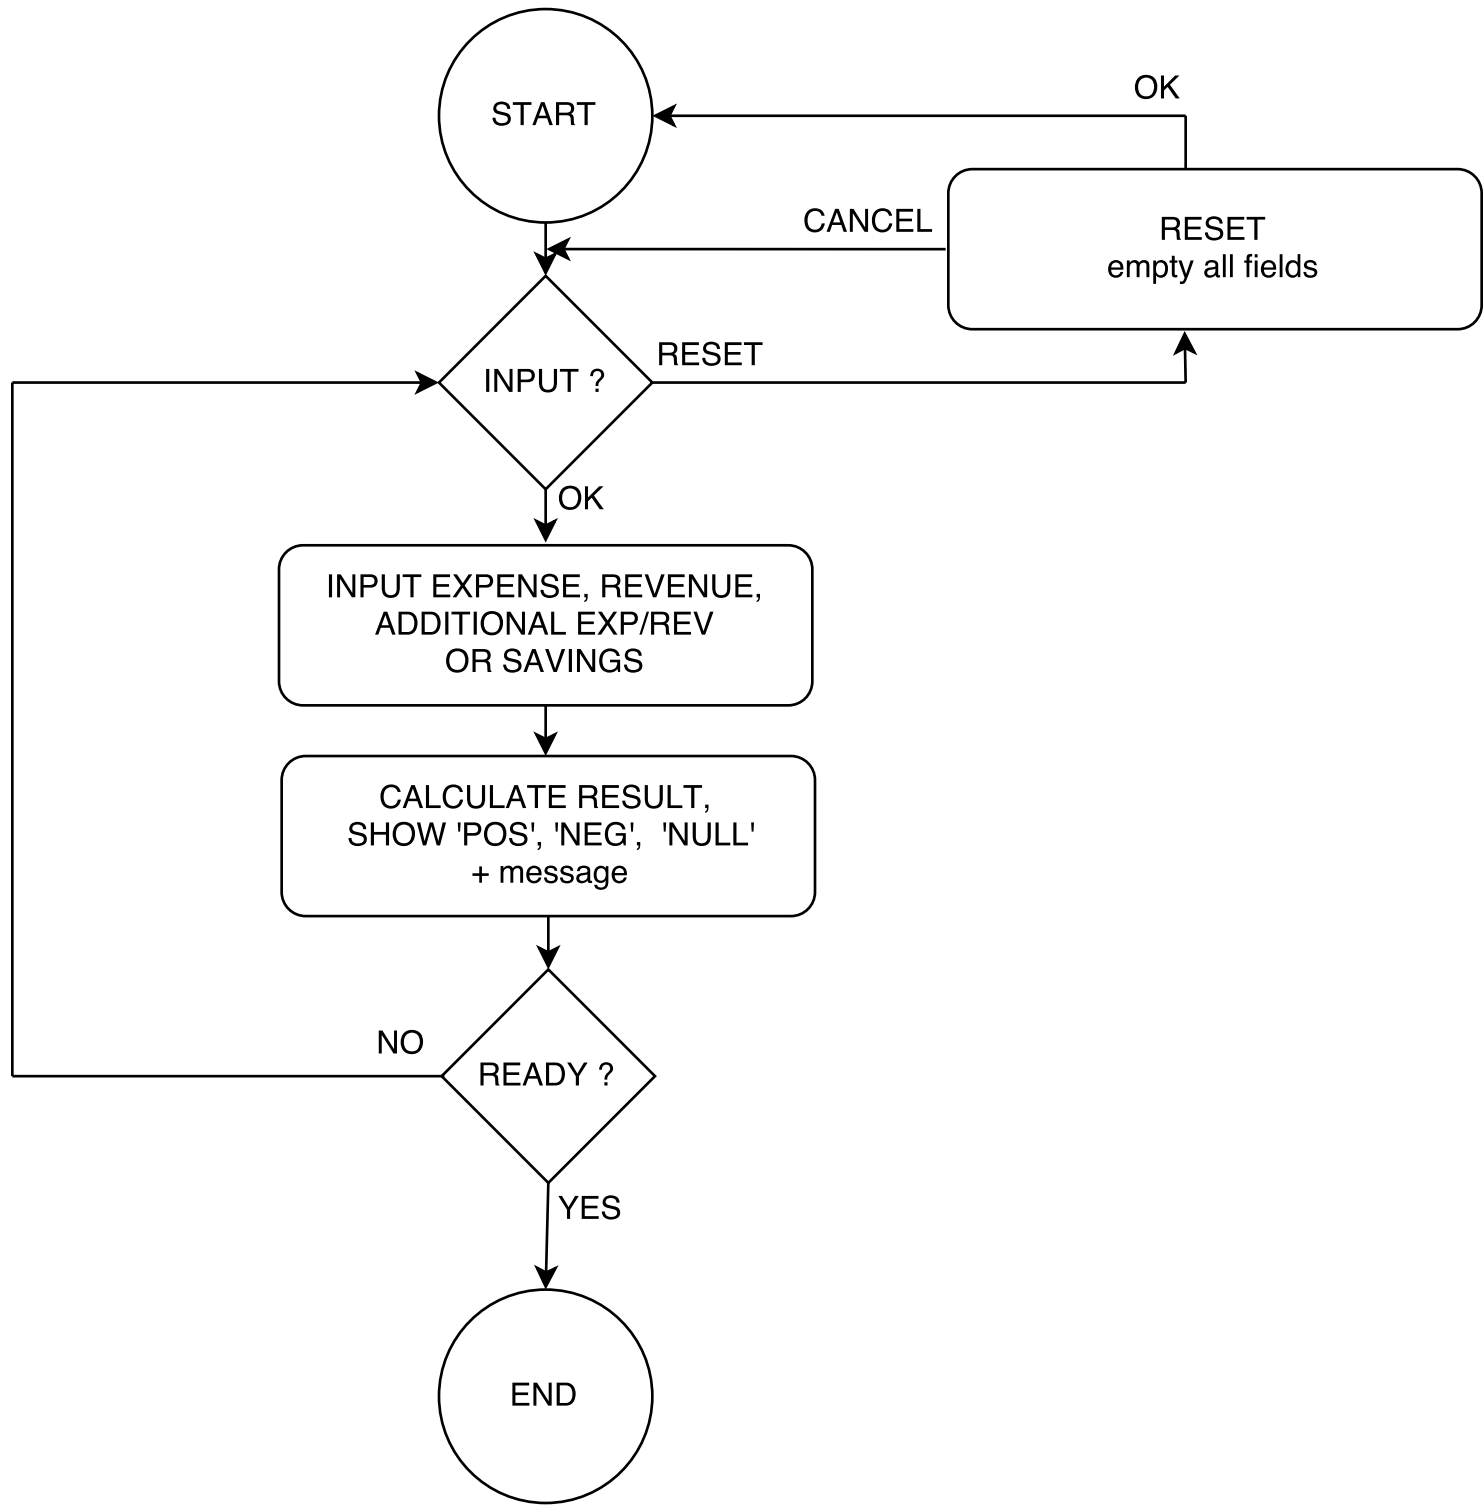 START
OK
CANCEL
RESET
empty all fields
INPUT ?
RESET
OK
INPUT EXPENSE, REVENUE,
ADDITIONAL EXP/REV
OR SAVINGS
CALCULATE RESULT,
SHOW 'POS', 'NEG', 'NULL'
+ message
NO
READY ?
YES
END